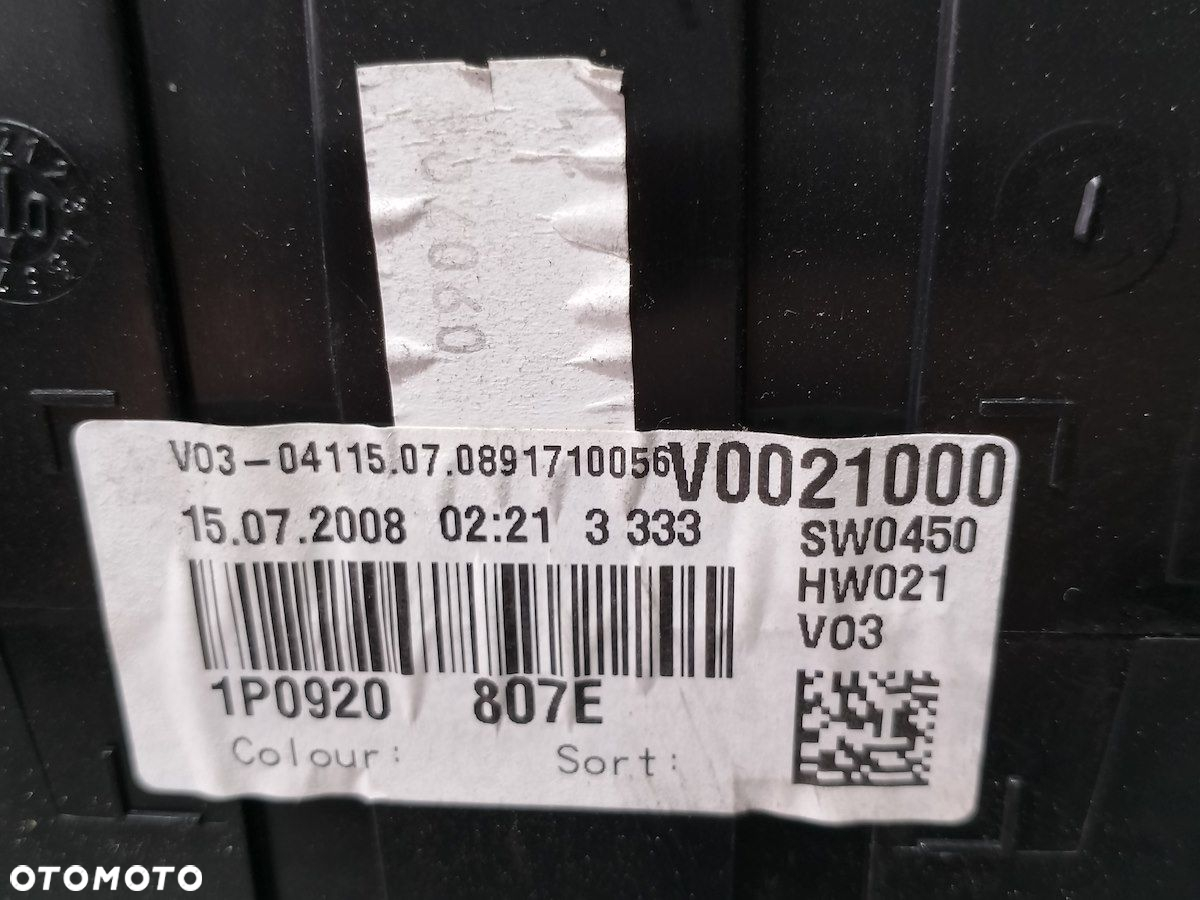 V03-04115.07.0891710056
V0021000
15.07.2008 02:21 3 333
SW0450
HW021
V03
1P0920 807E
Colour: Sort:
OTOMOTO